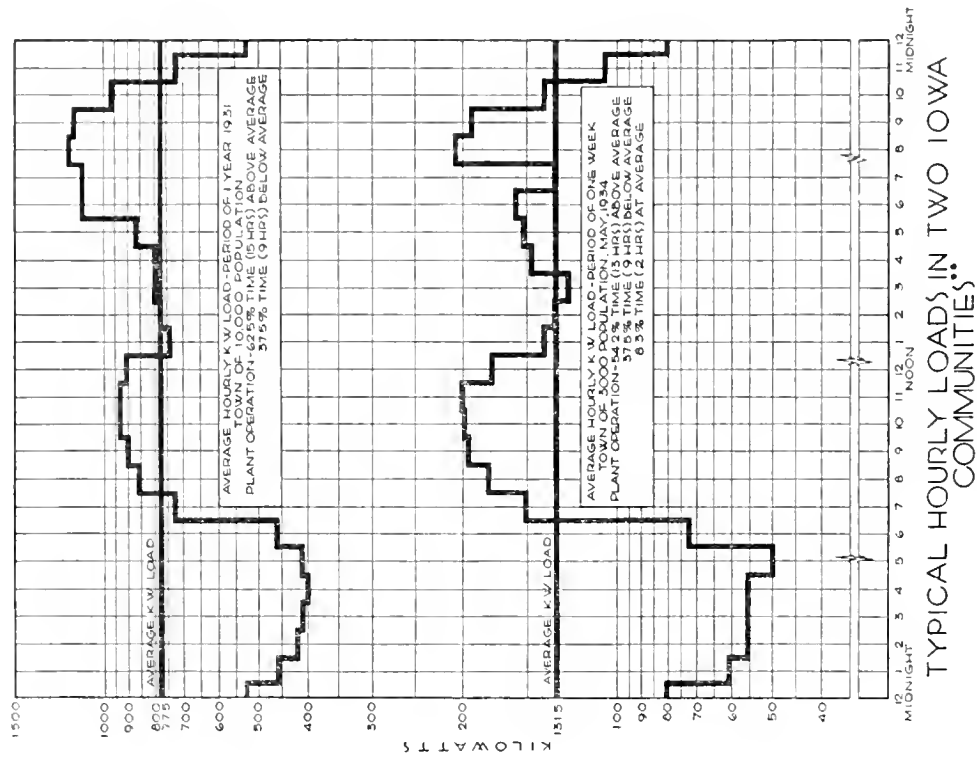 1500
1000
900
800
775
700
600
500
400
300
200
131.5
100
90
80
70
60
50
40
KILOWATTS
AVERAGE K.W. LOAD
AVERAGE HOURLY K.W. LOAD-PERIOD OF 1 YEAR 1931
TOWN OF 10,000 POPULATION
PLANT OPERATION-62.5% TIME (15 HRS) ABOVE AVERAGE
37.5% TIME (9 HRS) BELOW AVERAGE
AVERAGE K.W. LOAD
AVERAGE HOURLY K.W. LOAD-PERIOD OF ONE WEEK
TOWN OF 3000 POPULATION, MAY, 1934
PLANT OPERATION-54.2% TIME (13 HRS) ABOVE AVERAGE
37.5% TIME (9 HRS) BELOW AVERAGE
8.3% TIME (2 HRS) AT AVERAGE
12 1 2 3 4 5 6 7 8 9 10 11 12 1 2 3 4 5 6 7 8 9 10 11 12
MIDNIGHT NOON MIDNIGHT
TYPICAL HOURLY LOADS IN TWO IOWA
COMMUNITIES••